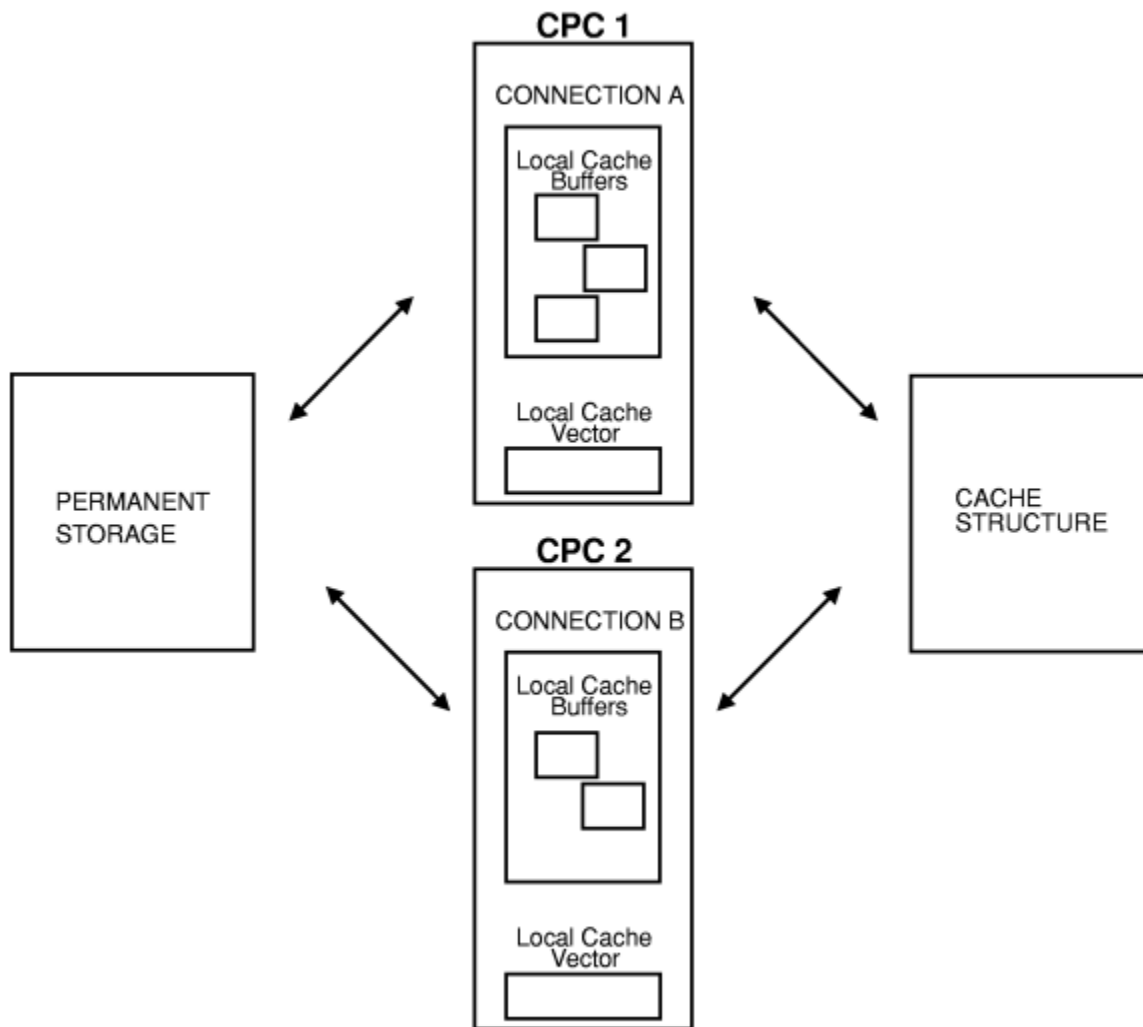 CPC 1
CONNECTION A
Local Cache
Buffers
Local Cache
Vector
PERMANENT
STORAGE
CACHE
STRUCTURE
CPC 2
CONNECTION B
Local Cache
Buffers
Local Cache
Vector